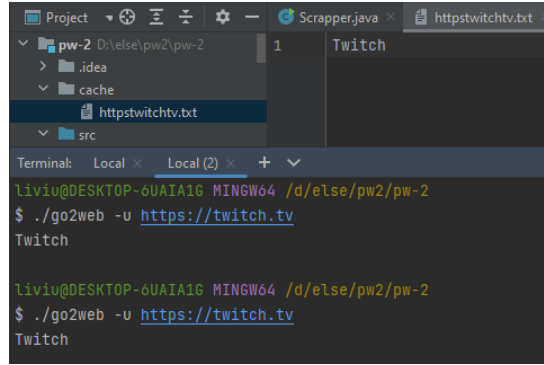 Project Scrapper.java httpstwitchtv.txt
pw-2 D:\else\pw2\pw-2 1 Twitch
.idea
cache
httpstwitchtv.txt
src
Terminal: Local Local (2)
liviu@DESKTOP-6UAIA1G MINGW64 /d/else/pw2/pw-2
$ ./go2web -u https://twitch.tv
Twitch
liviu@DESKTOP-6UAIA1G MINGW64 /d/else/pw2/pw-2
$ ./go2web -u https://twitch.tv
Twitch